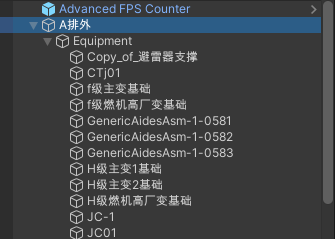 Advanced FPS Counter
A排外
Equipment
Copy_of_避雷器支撑
CTj01
f级主变基础
f级燃机高厂变基础
GenericAidesAsm-1-0581
GenericAidesAsm-1-0582
GenericAidesAsm-1-0583
H级主变1基础
H级主变2基础
H级燃机高厂变基础
JC-1
JC01